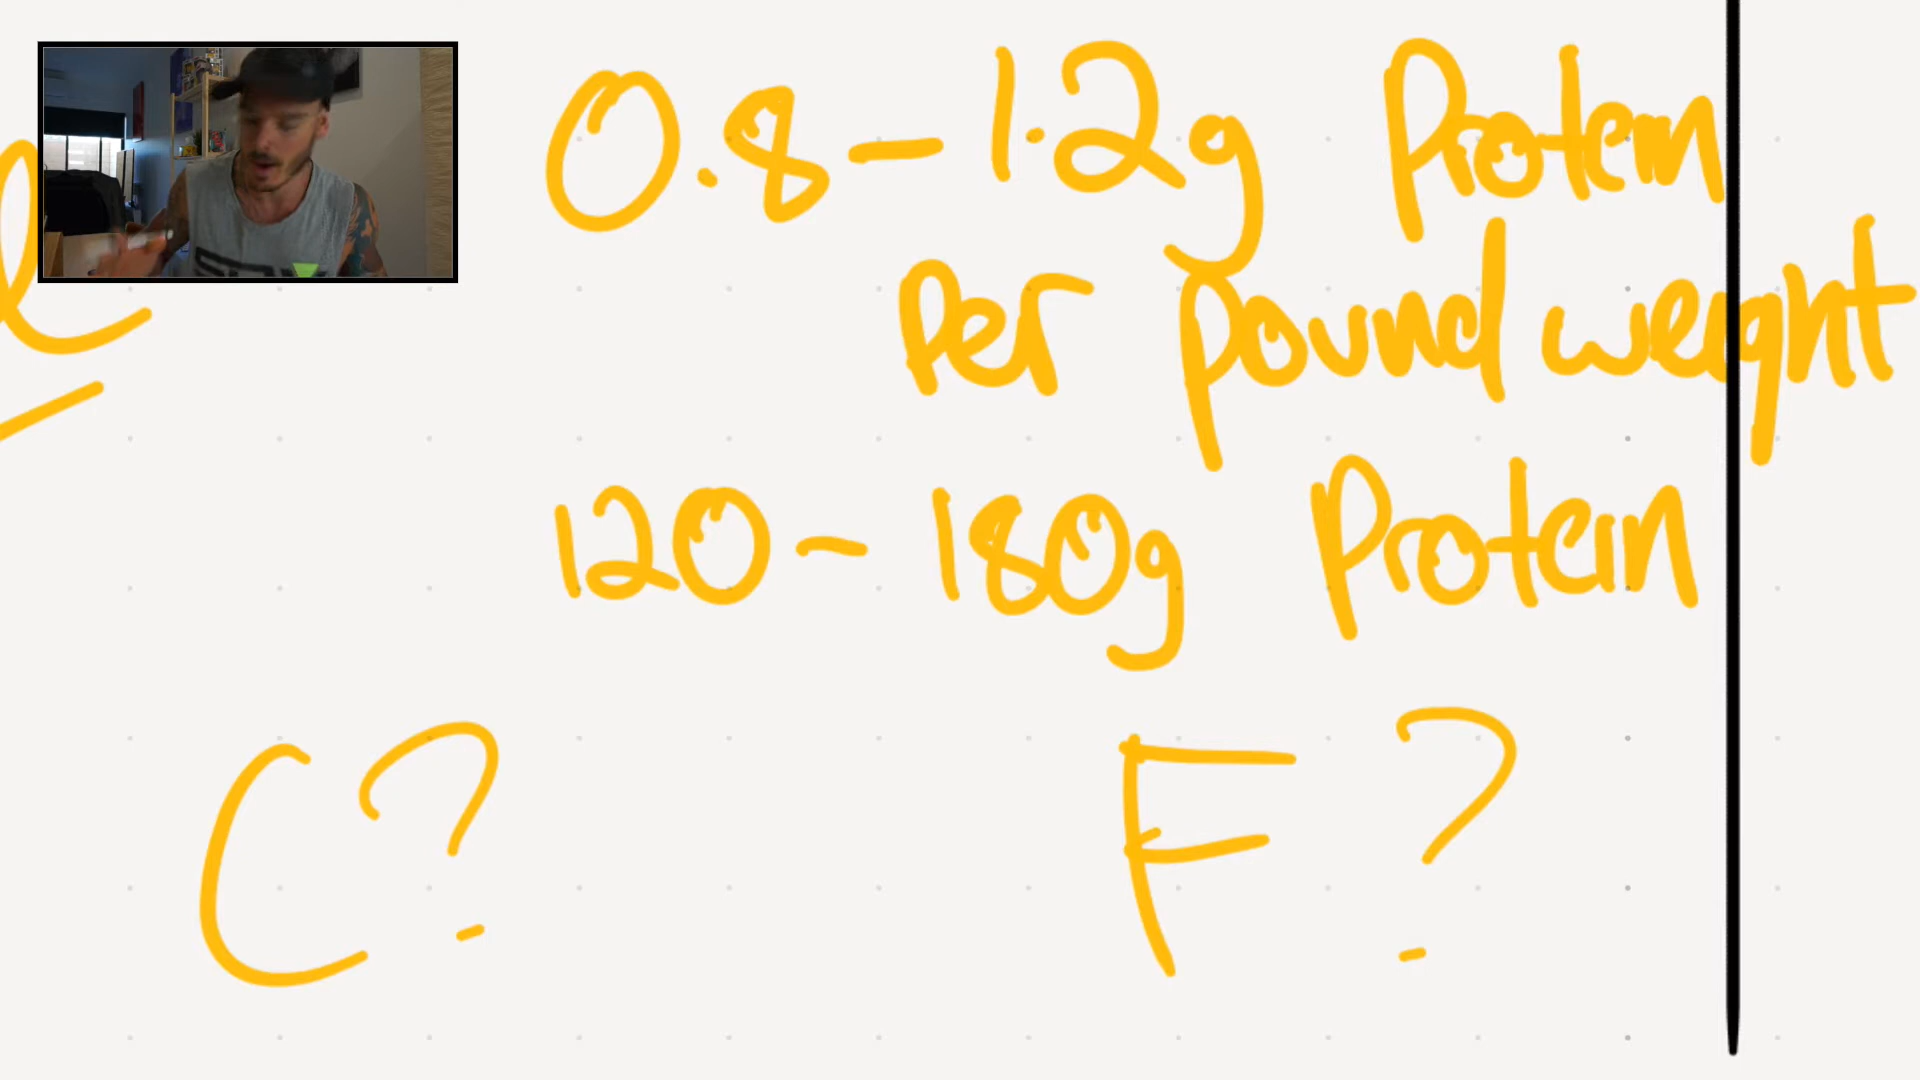 0.8 - 1.2g Protein
Per pound weight
120 - 180g Protein
C? F?